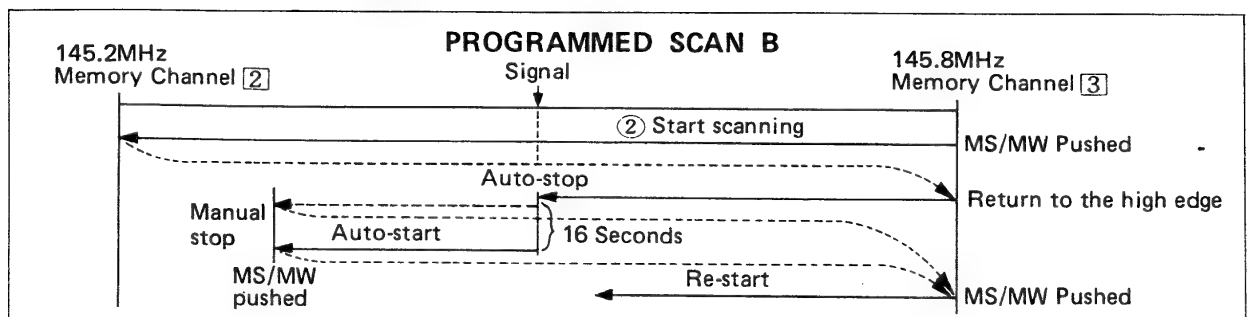 PROGRAMMED SCAN B
145.2MHz
Memory Channel 2
Signal
145.8MHz
Memory Channel 3
② Start scanning
MS/MW Pushed
Auto-stop
Return to the high edge
Manual
stop
Auto-start
16 Seconds
MS/MW
pushed
Re-start
MS/MW Pushed